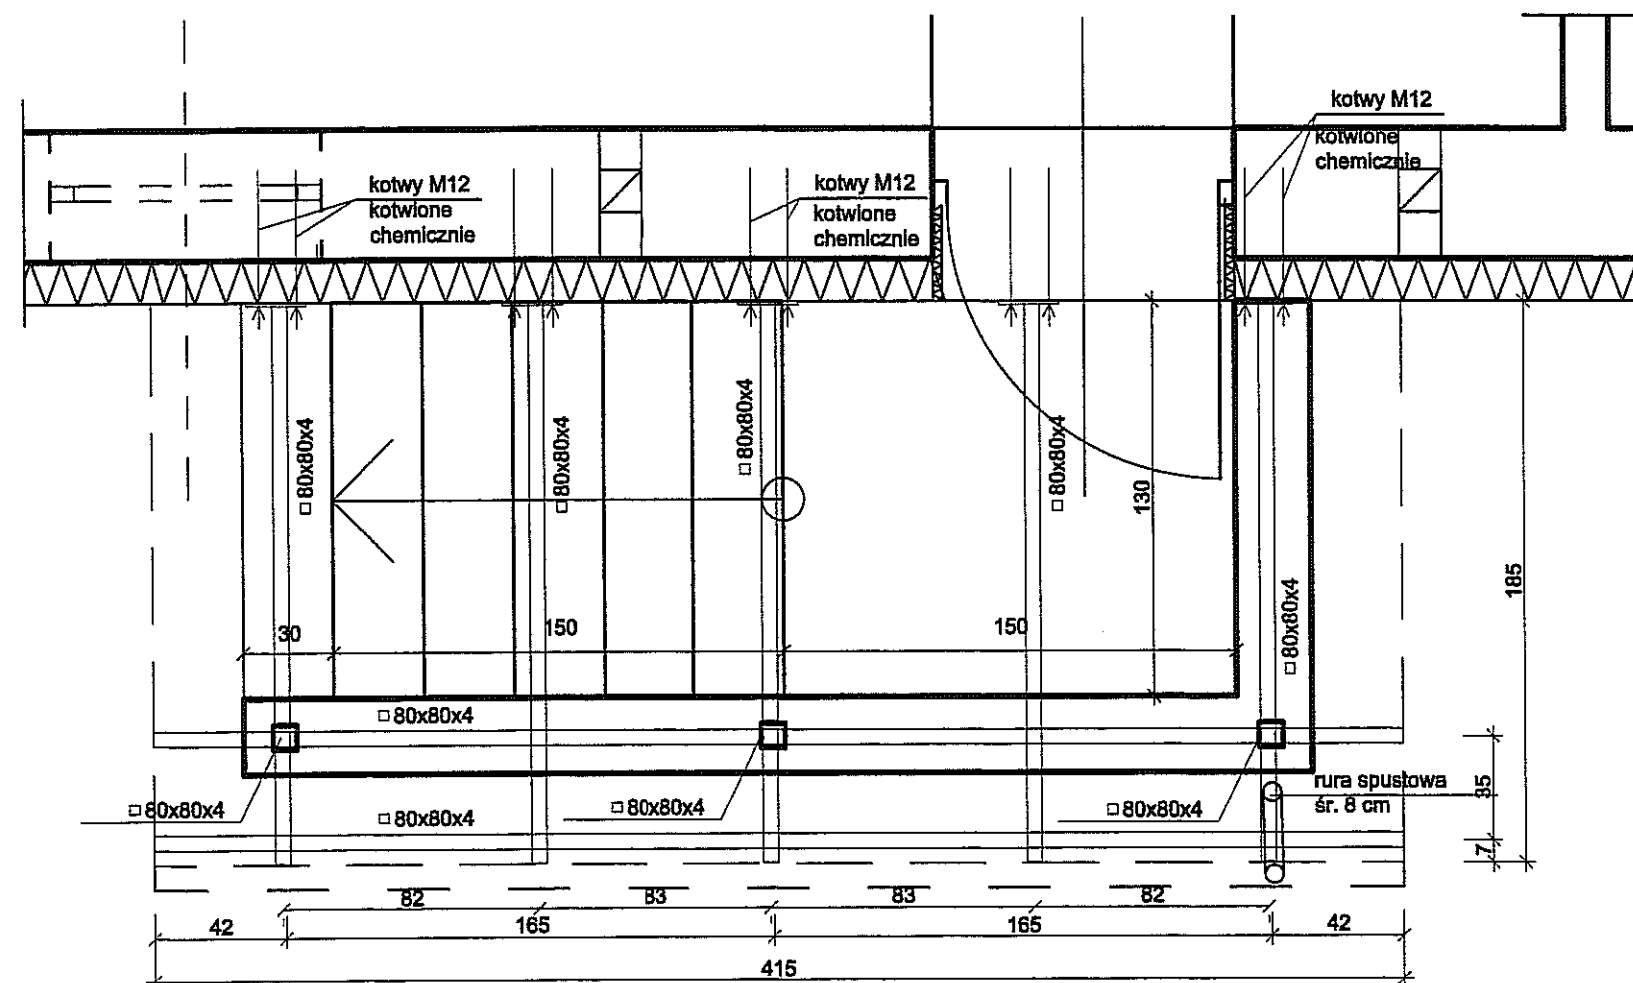 kotwy M12
kotwione
chemicznie
kotwy M12
kotwione
chemicznie
kotwy M12
kotwione
chemicznie
□ 80x80x4
□ 80x80x4
□ 80x80x4
□ 80x80x4
130
185
□ 80x80x4
30
150
150
□ 80x80x4
□ 80x80x4
□ 80x80x4
□ 80x80x4
□ 80x80x4
rura spustowa
śr. 8 cm
35
7
82
83
83
82
42
165
165
42
415